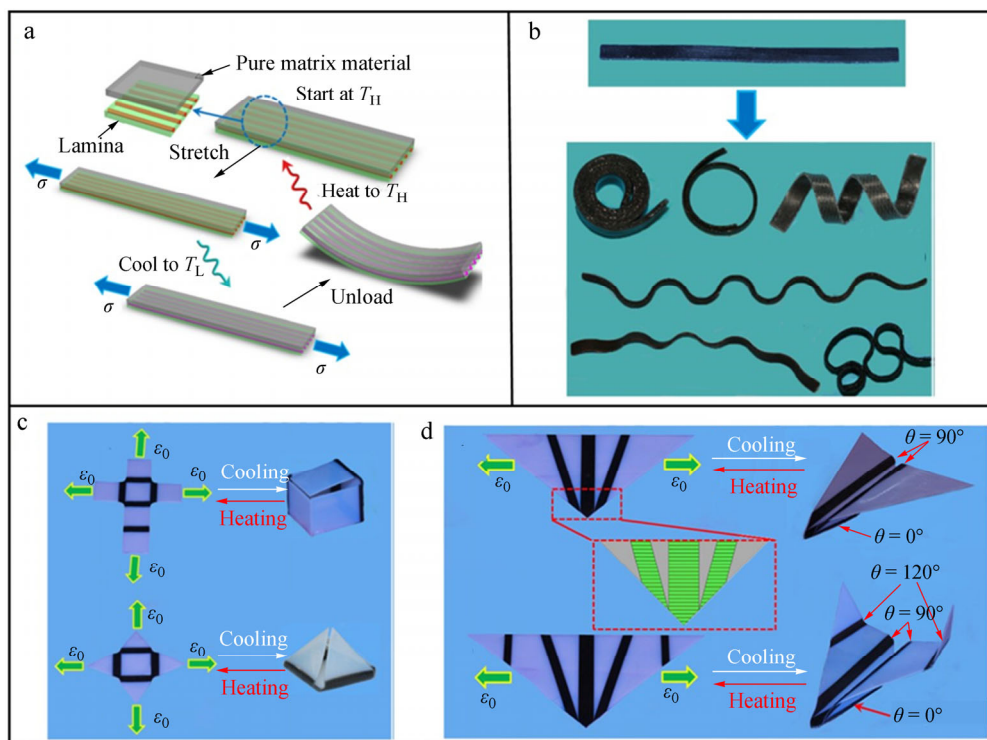 a
Pure matrix material
Start at T_H
Lamina
Stretch
σ
Heat to T_H
σ
Cool to T_L
σ
Unload
σ
b
c
ε₀
ε₀
Cooling
ε₀
Heating
ε₀
ε₀
Cooling
ε₀
ε₀
Heating
ε₀
d
Cooling
θ = 90°
ε₀
ε₀
Heating
θ = 0°
θ = 120°
θ = 90°
Cooling
ε₀
ε₀
Heating
θ = 0°